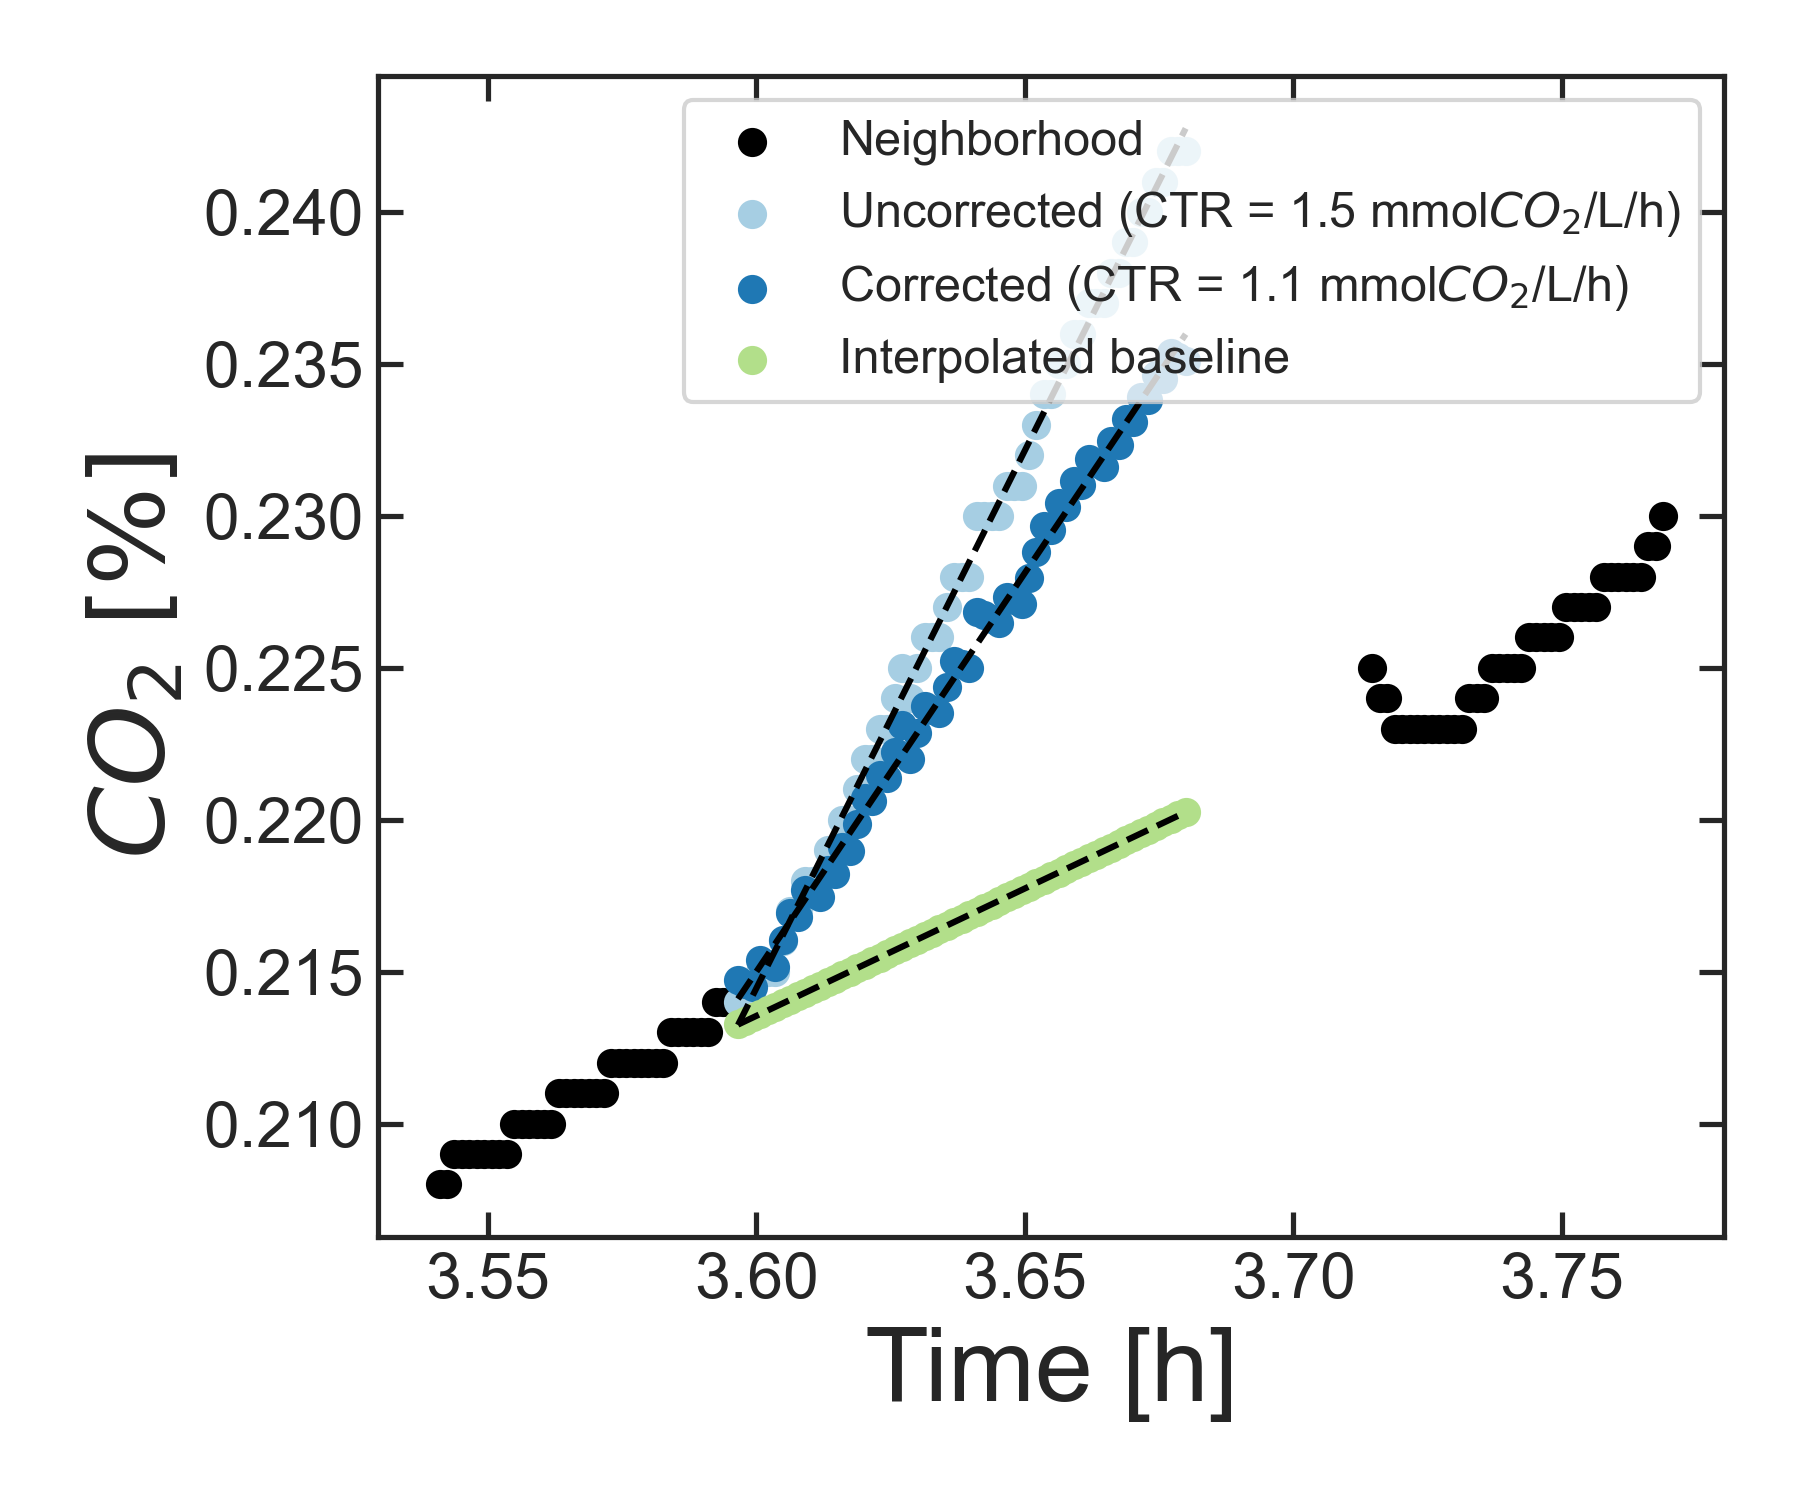 Neighborhood
Uncorrected (CTR = 1.5 mmolCO₂/L/h)
Corrected (CTR = 1.1 mmolCO₂/L/h)
Interpolated baseline
0.240
0.235
0.230
0.225
0.220
0.215
0.210
CO₂ [%]
3.55 3.60 3.65 3.70 3.75
Time [h]